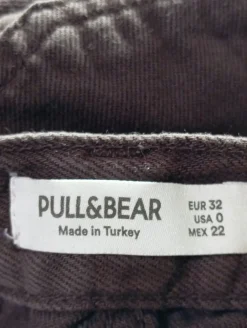 PULL&BEAR
Made in Turkey
EUR 32
USA 0
MEX 22